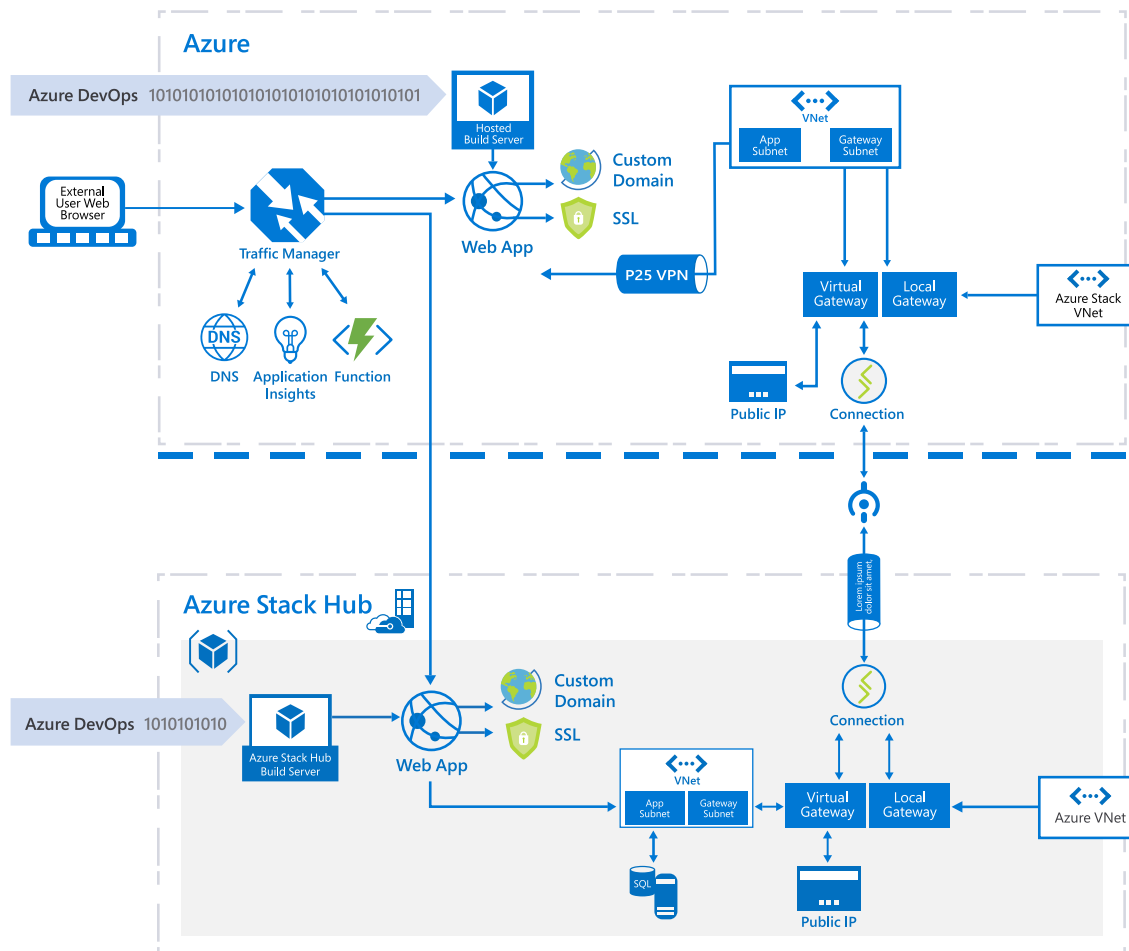 Azure
Azure DevOps 101010101010101010101010101010101
Hosted
Build Server
VNet
App
Subnet
Gateway
Subnet
External
User Web
Browser
Custom
Domain
SSL
Web App
Traffic Manager
P25 VPN
Virtual
Gateway
Local
Gateway
Azure Stack
VNet
DNS
DNS
Application
Insights
Function
Public IP
Connection
Lorem ipsum
dolor sit amet,
Azure Stack Hub
Azure DevOps 1010101010
Azure Stack Hub
Build Server
Web App
Custom
Domain
SSL
Connection
VNet
App
Subnet
Gateway
Subnet
Virtual
Gateway
Local
Gateway
Azure VNet
SQL
Public IP